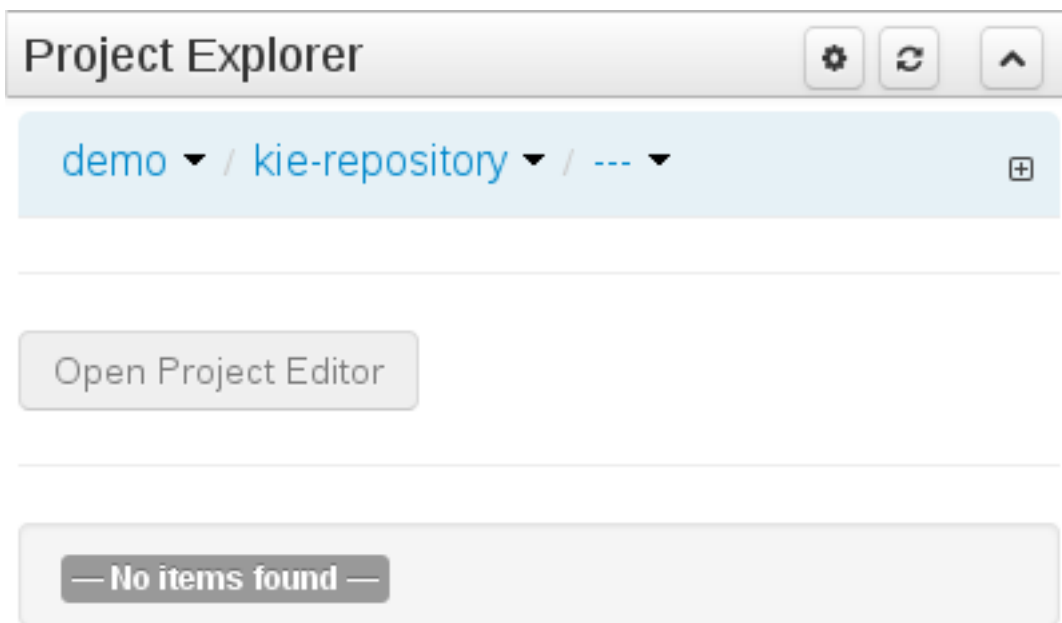 Project Explorer
demo / kie-repository / ---
Open Project Editor
— No items found —